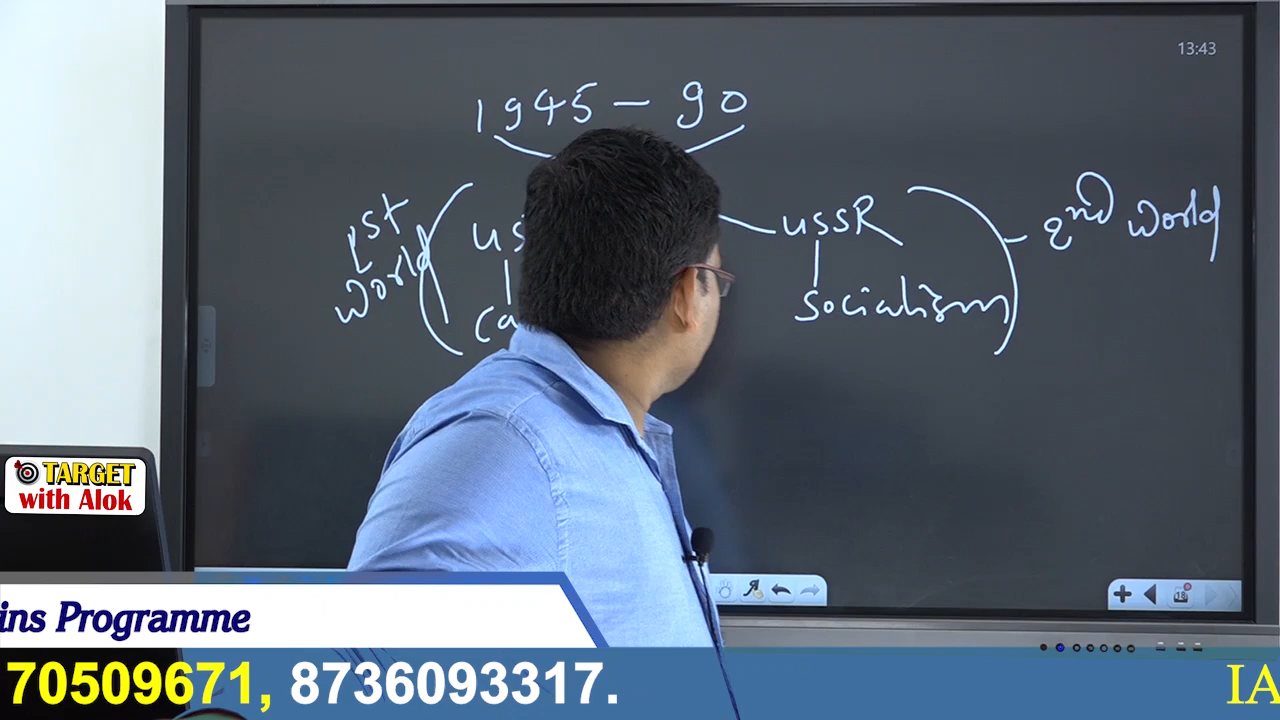 13:43
1945 - 90
1st
World
us
Ca
USSR
socialism
2nd World
TARGET
with Alok
ins Programme
70509671, 8736093317.
IA
18